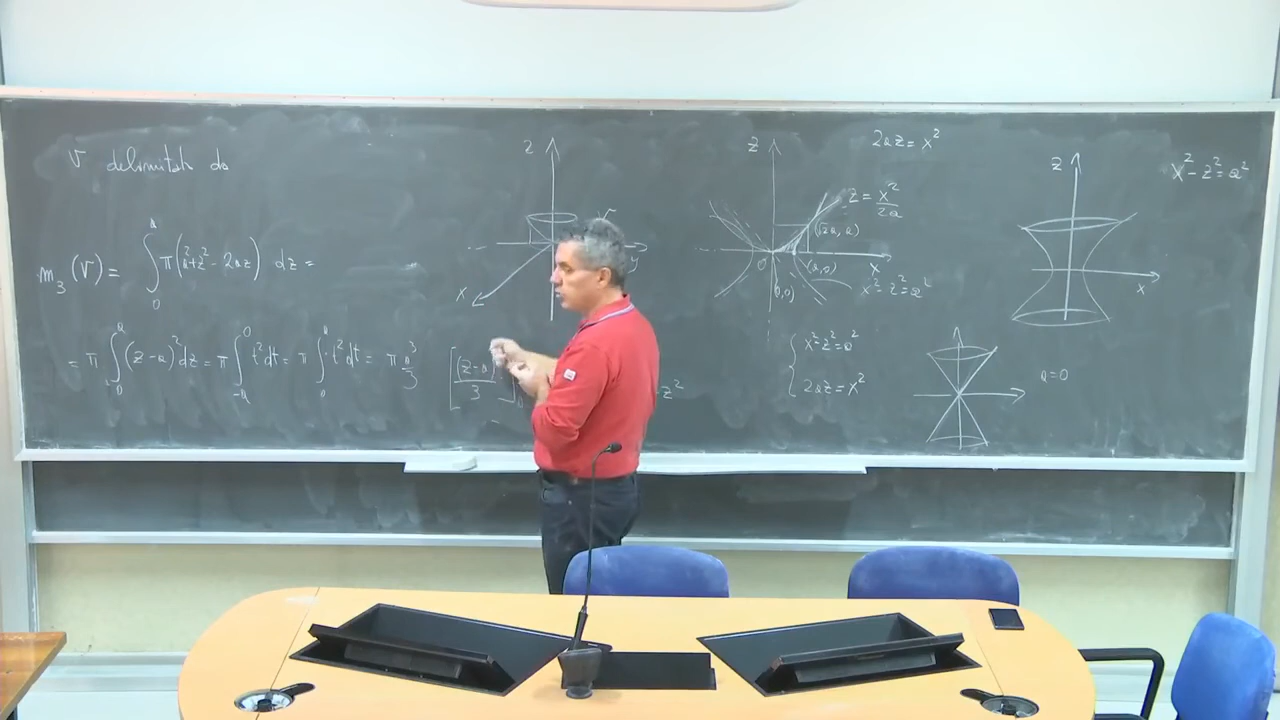 V delimitato da
m₃(V) = ∫₀ᵃ π(a²+z²-2az) dz =
= π ∫₀ᵃ (z-a)² dz = π ∫₋ₐ⁰ t² dt = π ∫₀ᵃ t² dt = π a³/3
z
x
y
z
2az = x²
z = x²/2a
(√2a, a)
(a,0)
0
x
x²-z²=a²
{ x²-z²=a²
2az = x²
z
x
x²-z²=a²
a=0
z²